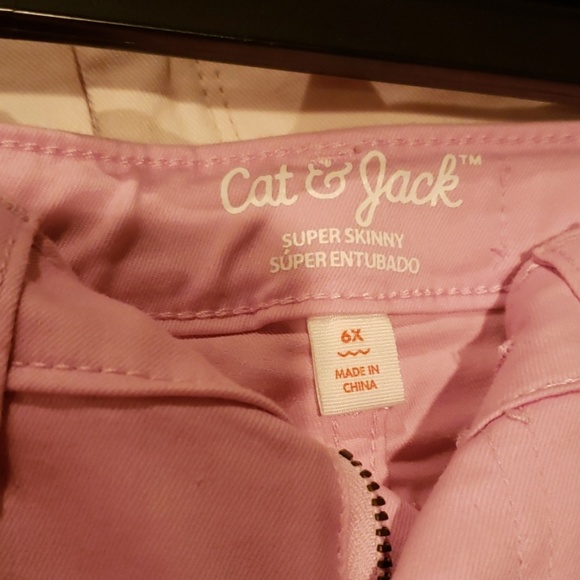 Cat & Jack™
SUPER SKINNY
SÚPER ENTUBADO
6X
MADE IN
CHINA